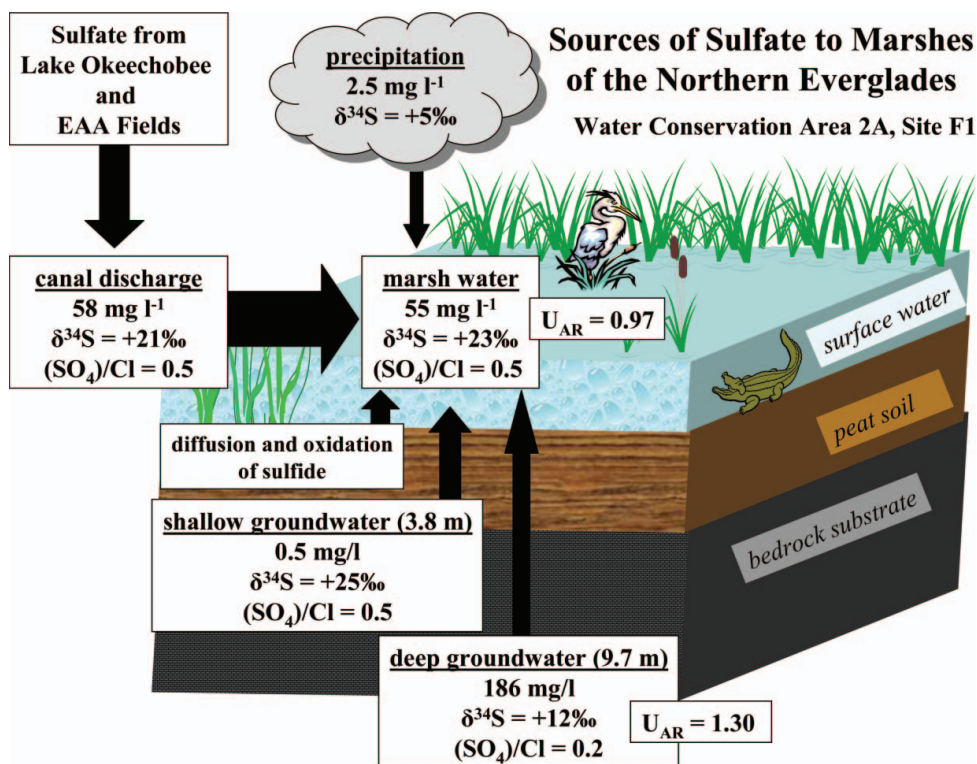 Sulfate from
Lake Okeechobee
and
EAA Fields
precipitation
2.5 mg l⁻¹
δ³⁴S = +5‰
Sources of Sulfate to Marshes
of the Northern Everglades
Water Conservation Area 2A, Site F1
canal discharge
58 mg l⁻¹
δ³⁴S = +21‰
(SO₄)/Cl = 0.5
marsh water
55 mg l⁻¹
δ³⁴S = +23‰
(SO₄)/Cl = 0.5
U_AR = 0.97
surface water
peat soil
bedrock substrate
diffusion and oxidation
of sulfide
shallow groundwater (3.8 m)
0.5 mg/l
δ³⁴S = +25‰
(SO₄)/Cl = 0.5
deep groundwater (9.7 m)
186 mg/l
δ³⁴S = +12‰
(SO₄)/Cl = 0.2
U_AR = 1.30